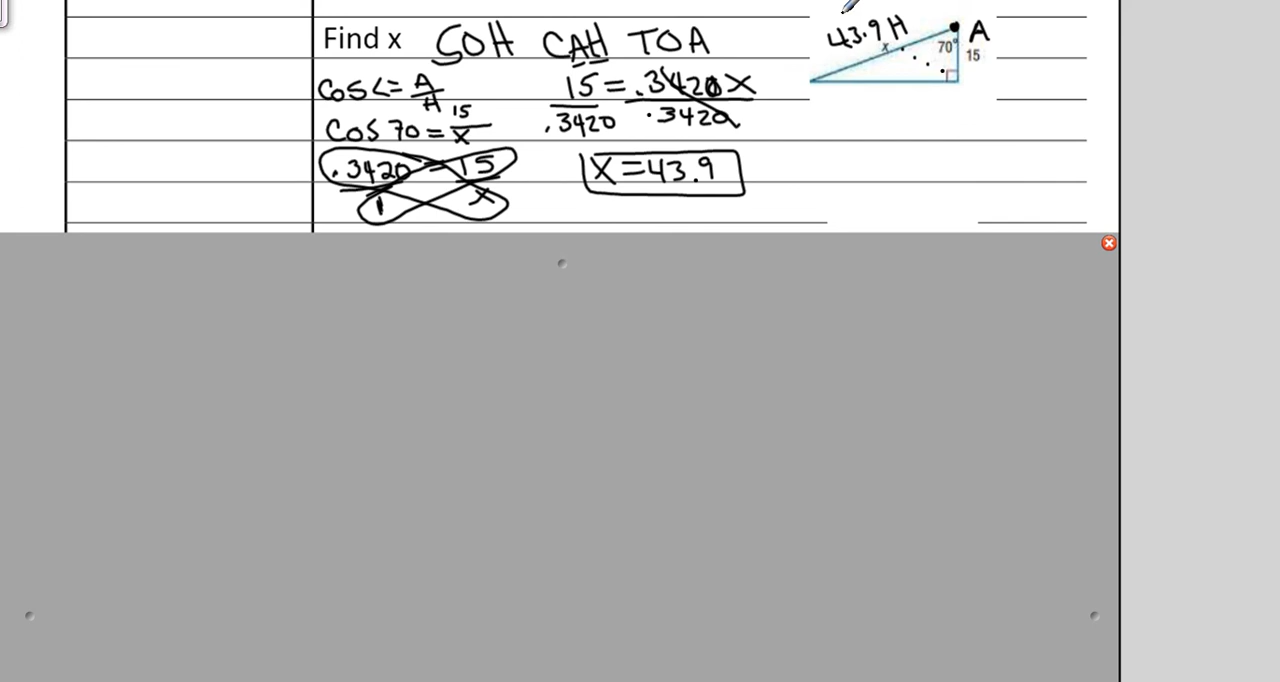 Find x SOH CAH TOA
Cos<= A/H
Cos 70 = 15/x
.3420/1 = 15/x
15/.3420 = .3420x/.3420
x = 43.9
43.9 H
x
70°
A
15